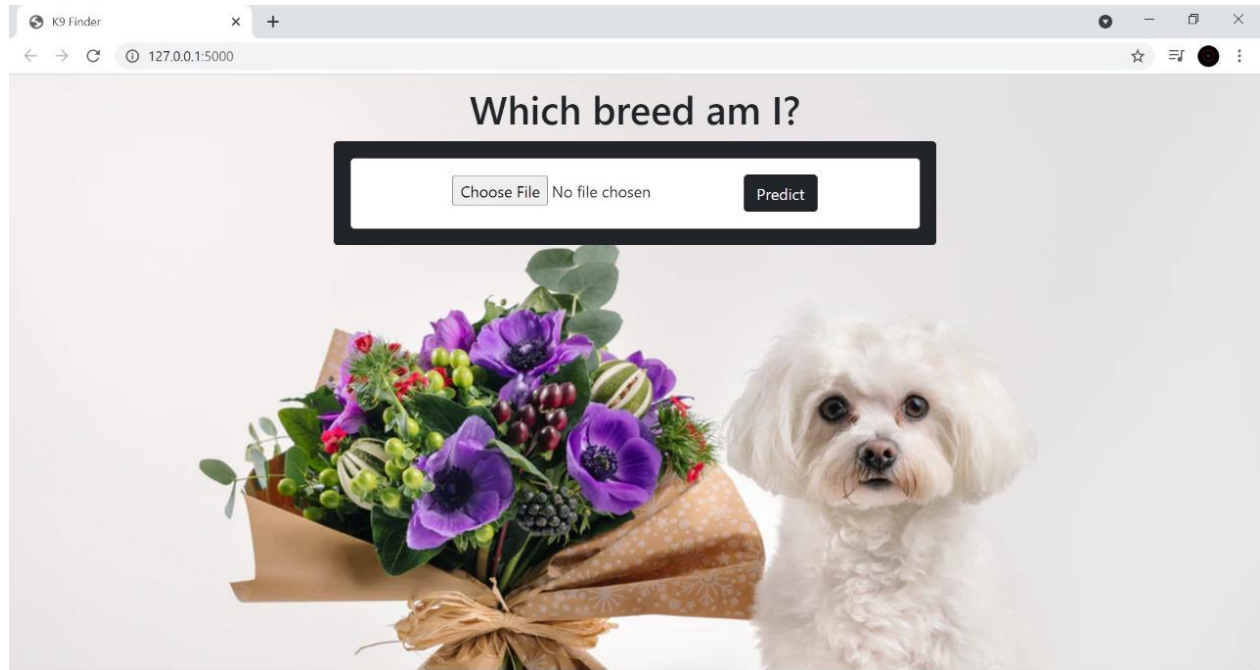 K9 Finder
127.0.0.1:5000
Which breed am I?
Choose File No file chosen Predict